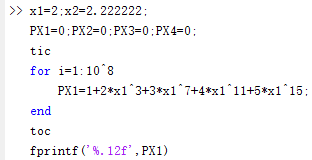 >> x1=2;x2=2.222222;
PX1=0;PX2=0;PX3=0;PX4=0;
tic
for i=1:10^8
PX1=1+2*x1^3+3*x1^7+4*x1^11+5*x1^15;
end
toc
fprintf('%.12f',PX1)